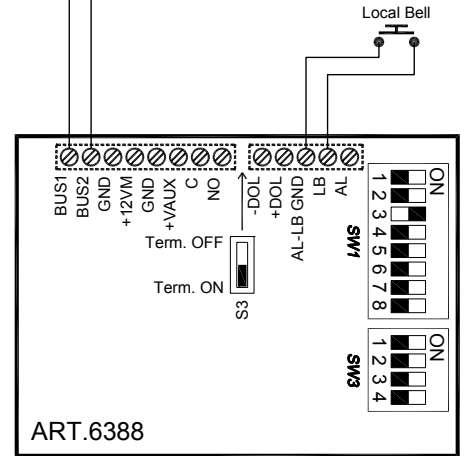 Local Bell
BUS1
BUS2
GND
+12VM
GND
+VAUX
C
NO
-DOL
+DOL
AL-LB GND
LB
AL
Term. OFF
Term. ON
S3
ON
1
2
3
4
5
6
7
8
SW1
ON
1
2
3
4
SW3
ART.6388